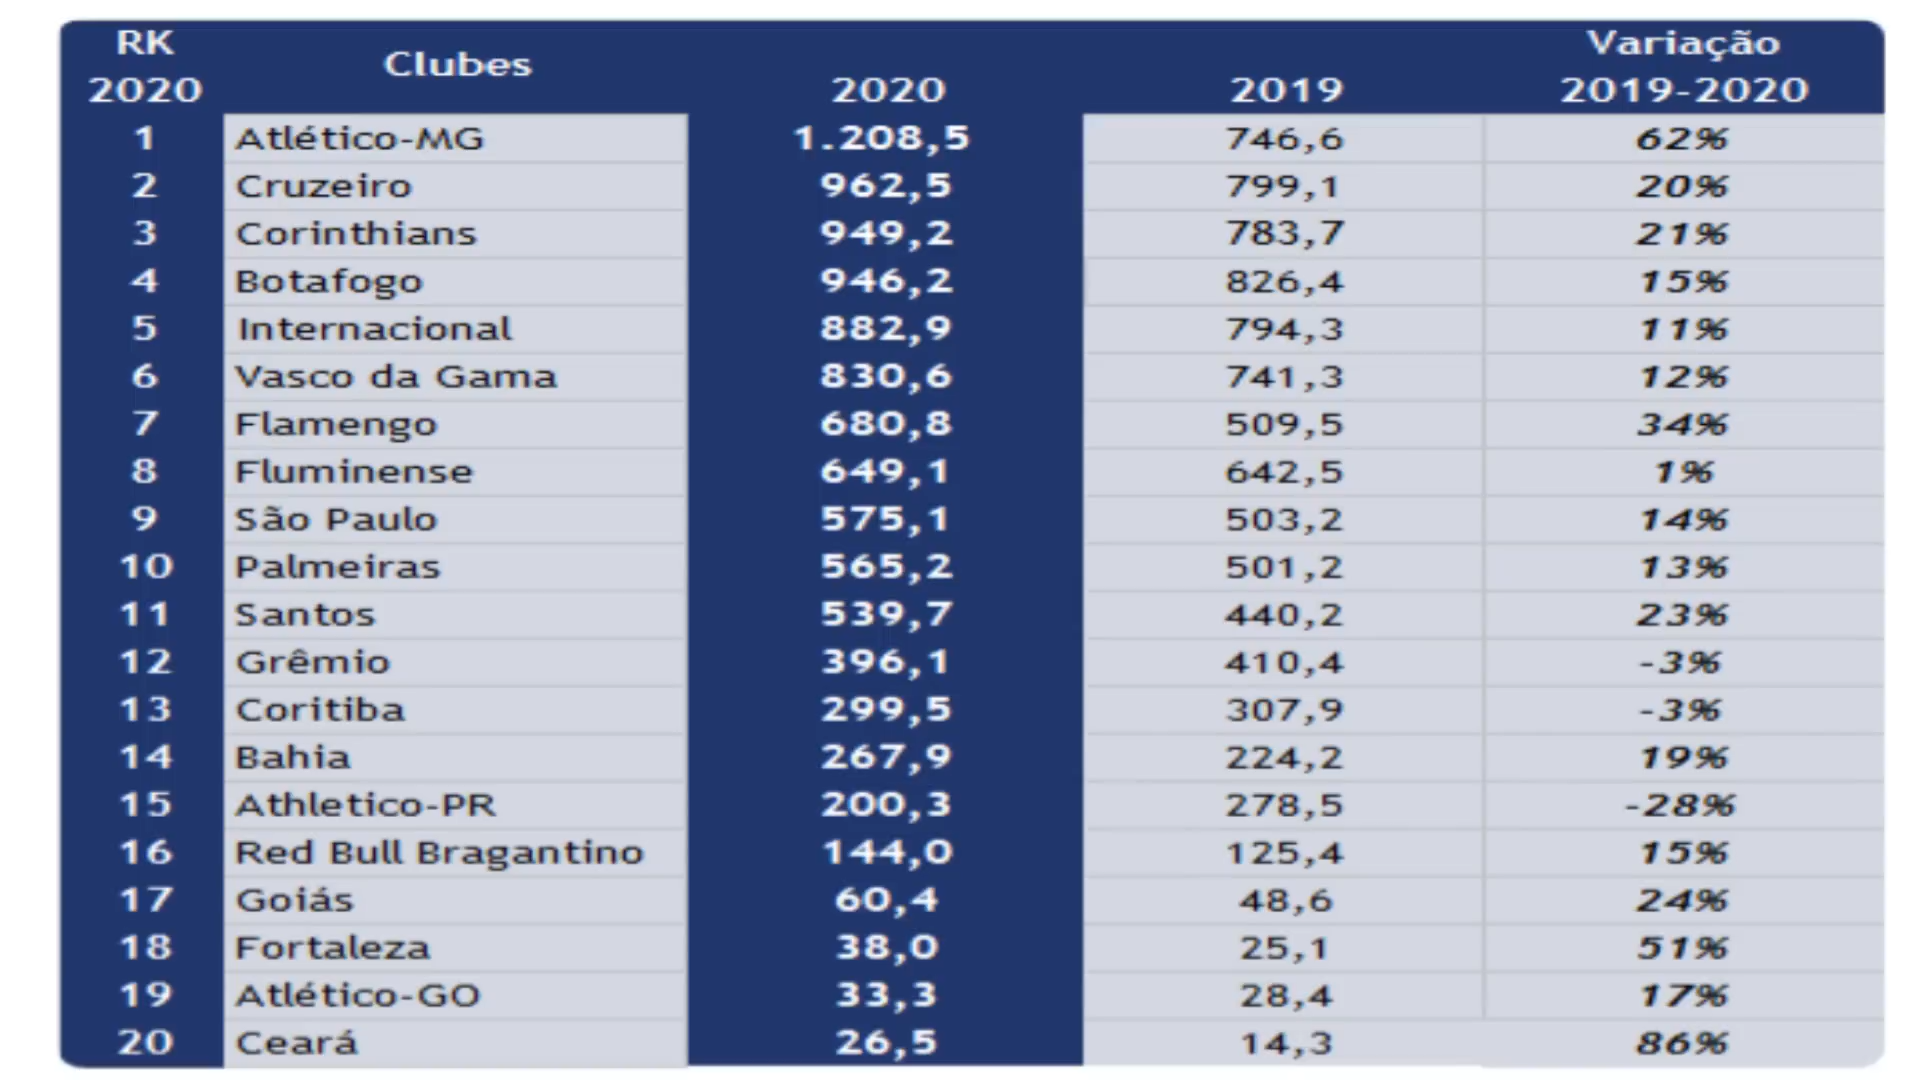 RK 2020 Clubes 2020 2019 Variação 2019-2020
1 Atlético-MG 1.208,5 746,6 62%
2 Cruzeiro 962,5 799,1 20%
3 Corinthians 949,2 783,7 21%
4 Botafogo 946,2 826,4 15%
5 Internacional 882,9 794,3 11%
6 Vasco da Gama 830,6 741,3 12%
7 Flamengo 680,8 509,5 34%
8 Fluminense 649,1 642,5 1%
9 São Paulo 575,1 503,2 14%
10 Palmeiras 565,2 501,2 13%
11 Santos 539,7 440,2 23%
12 Grêmio 396,1 410,4 -3%
13 Coritiba 299,5 307,9 -3%
14 Bahia 267,9 224,2 19%
15 Athletico-PR 200,3 278,5 -28%
16 Red Bull Bragantino 144,0 125,4 15%
17 Goiás 60,4 48,6 24%
18 Fortaleza 38,0 25,1 51%
19 Atlético-GO 33,3 28,4 17%
20 Ceará 26,5 14,3 86%